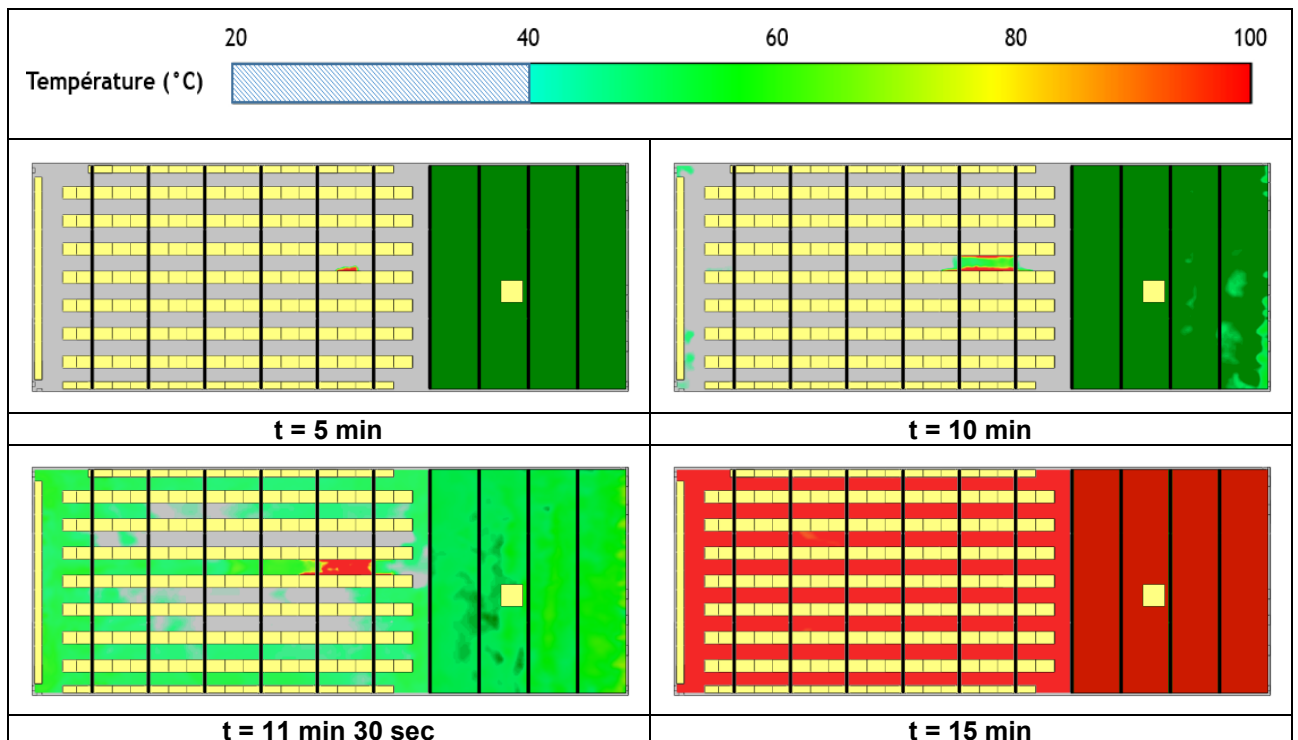 20 40 60 80 100
Température (°C)
t = 5 min t = 10 min
t = 11 min 30 sec t = 15 min